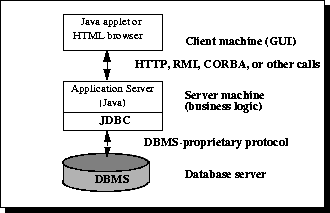 Java applet or
HTML browser
Client machine (GUI)
HTTP, RMI, CORBA, or other calls
Application Server
(Java)
JDBC
Server machine
(business logic)
DBMS-proprietary protocol
DBMS
Database server